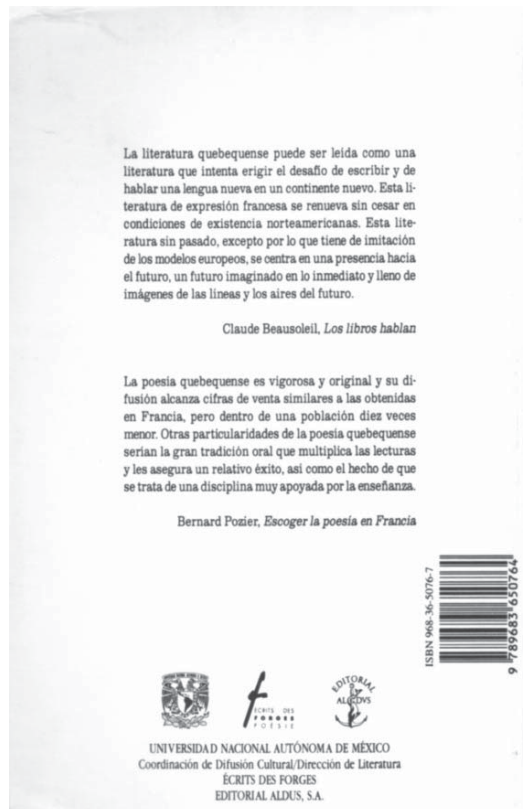 La literatura quebequense puede ser leída como una
literatura que intenta erigir el desafío de escribir y de
hablar una lengua nueva en un continente nuevo. Esta li-
teratura de expresión francesa se renueva sin cesar en
condiciones de existencia norteamericanas. Esta lite-
ratura sin pasado, excepto por lo que tiene de imitación
de los modelos europeos, se centra en una presencia hacia
el futuro, un futuro imaginado en lo inmediato y lleno de
imágenes de las líneas y los aires del futuro.
Claude Beausoleil, Los libros hablan
La poesía quebequense es vigorosa y original y su di-
fusión alcanza cifras de venta similares a las obtenidas
en Francia, pero dentro de una población diez veces
menor. Otras particularidades de la poesía quebequense
serían la gran tradición oral que multiplica las lecturas
y les asegura un relativo éxito, así como el hecho de que
se trata de una disciplina muy apoyada por la enseñanza.
Bernard Pozier, Escoger la poesía en Francia
ISBN 968-36-5076-7
9 789683 650764
ÉCRITS DES
FORGES
POÉSIE
EDITORIAL
ALDVS
UNIVERSIDAD NACIONAL AUTÓNOMA DE MÉXICO
Coordinación de Difusión Cultural/Dirección de Literatura
ÉCRITS DES FORGES
EDITORIAL ALDUS, S.A.